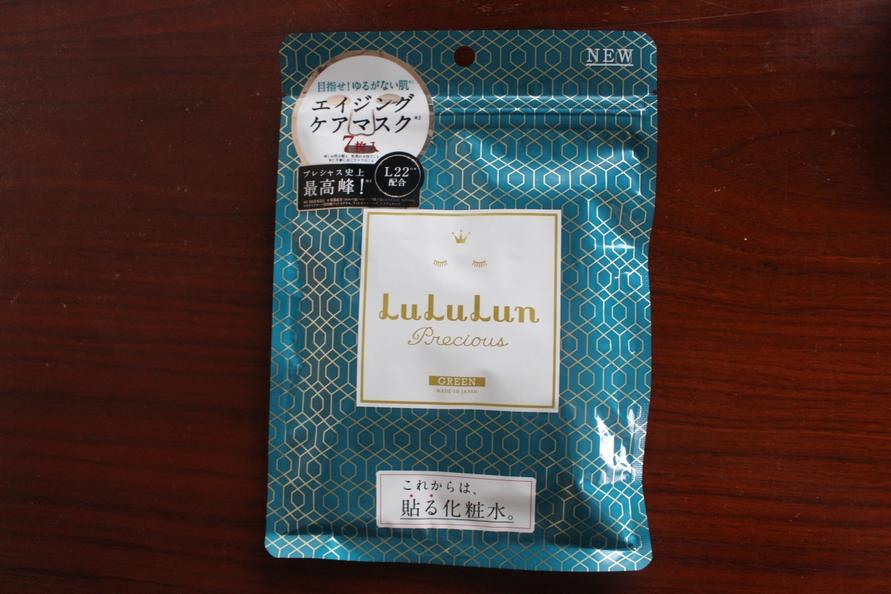 NEW
目指せ!ゆるがない肌
エイジング
ケアマスク
7枚入
プレシャス史上
最高峰!
L22
配合
LuLuLun
Precious
GREEN
MADE IN JAPAN
これからは、
貼る化粧水。